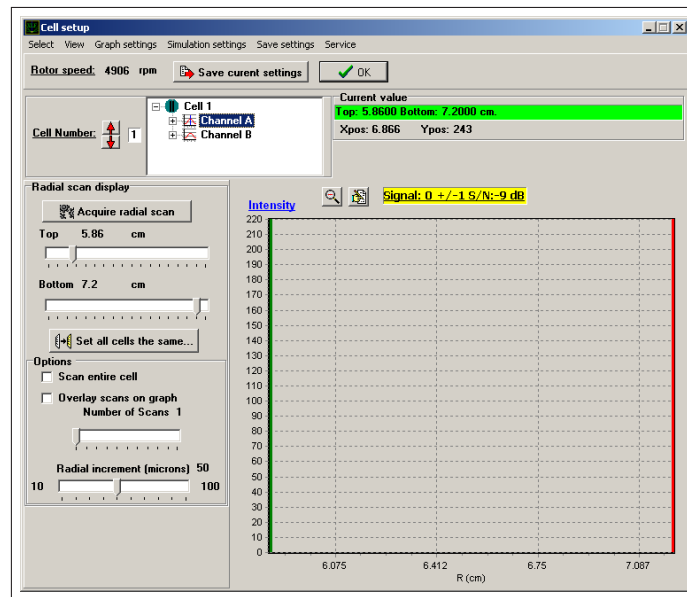 Cell setup
Select View Graph settings Simulation settings Save settings Service
Rotor speed: 4906 rpm Save curent settings OK
Cell Number: 1
Cell 1
Channel A
Channel B
Current value
Top: 5.8600 Bottom: 7.2000 cm.
Xpos: 6.866 Ypos: 243
Radial scan display
Acquire radial scan
Top 5.86 cm
Bottom 7.2 cm
Set all cells the same...
Options
Scan entire cell
Overlay scans on graph
Number of Scans 1
Radial increment (microns) 50
10 100
Intensity
Signal: 0 +/-1 S/N:-9 dB
220
210
200
190
180
170
160
150
140
130
120
110
100
90
80
70
60
50
40
30
20
10
0
6.075 6.412 6.75 7.087
R (cm)